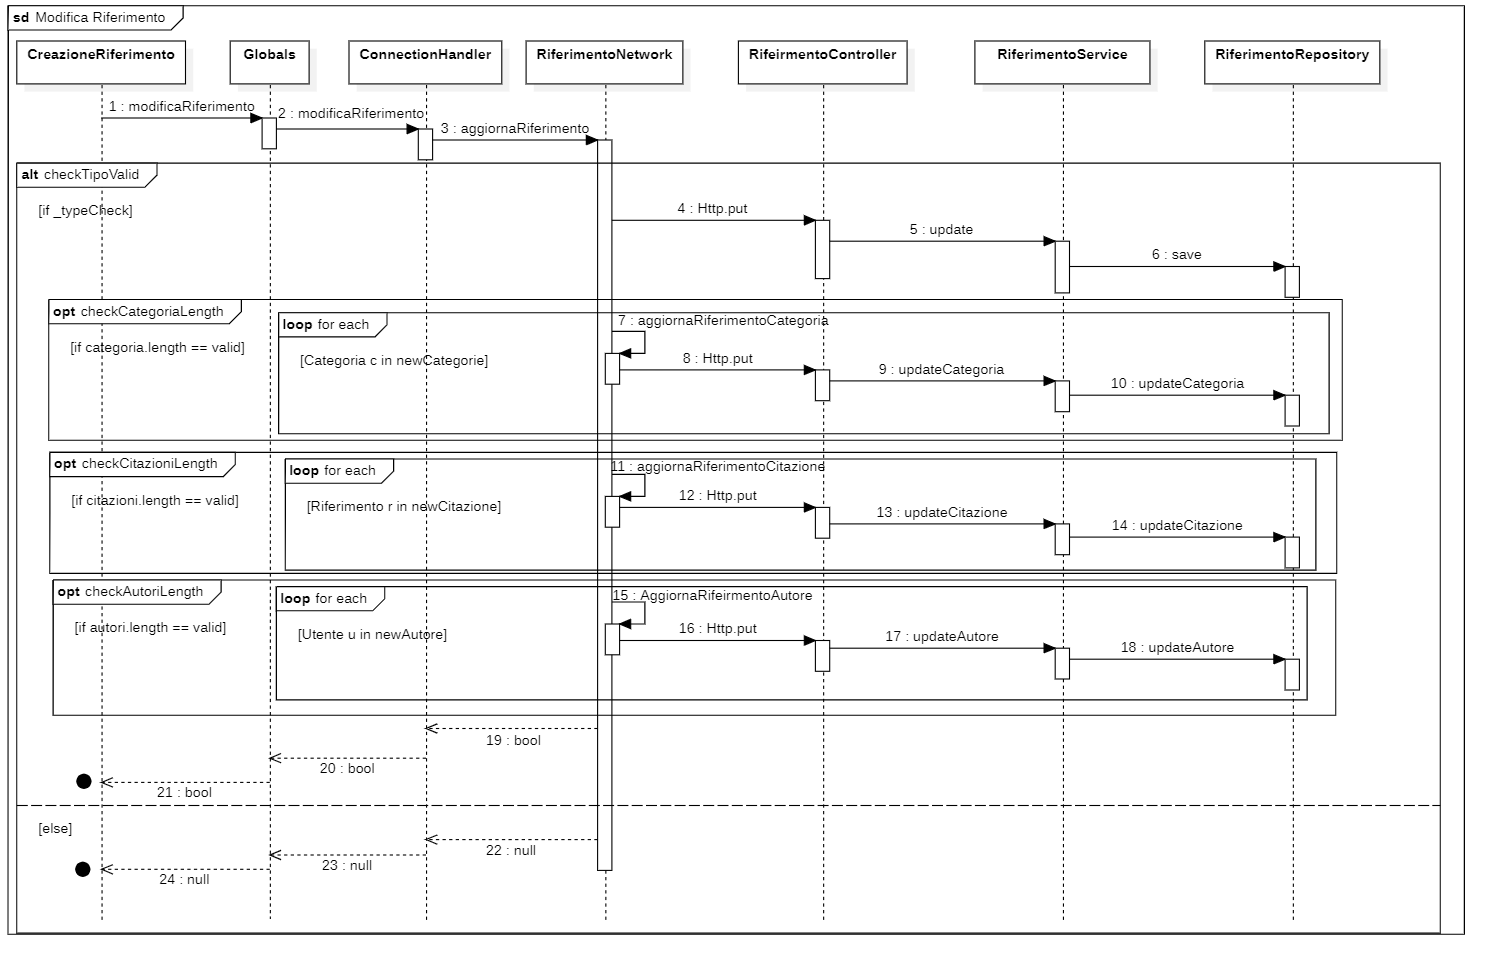 sd Modifica Riferimento
CreazioneRiferimento
Globals
ConnectionHandler
RiferimentoNetwork
RifeirmentoController
RiferimentoService
RiferimentoRepository
1 : modificaRiferimento
2 : modificaRiferimento
3 : aggiornaRiferimento
alt checkTipoValid
[if _typeCheck]
4 : Http.put
5 : update
6 : save
opt checkCategoriaLength
[if categoria.length == valid]
loop for each
[Categoria c in newCategorie]
7 : aggiornaRiferimentoCategoria
8 : Http.put
9 : updateCategoria
10 : updateCategoria
opt checkCitazioniLength
[if citazioni.length == valid]
loop for each
[Riferimento r in newCitazione]
11 : aggiornaRiferimentoCitazione
12 : Http.put
13 : updateCitazione
14 : updateCitazione
opt checkAutoriLength
[if autori.length == valid]
loop for each
[Utente u in newAutore]
15 : AggiornaRifeirmentoAutore
16 : Http.put
17 : updateAutore
18 : updateAutore
19 : bool
20 : bool
21 : bool
[else]
22 : null
23 : null
24 : null